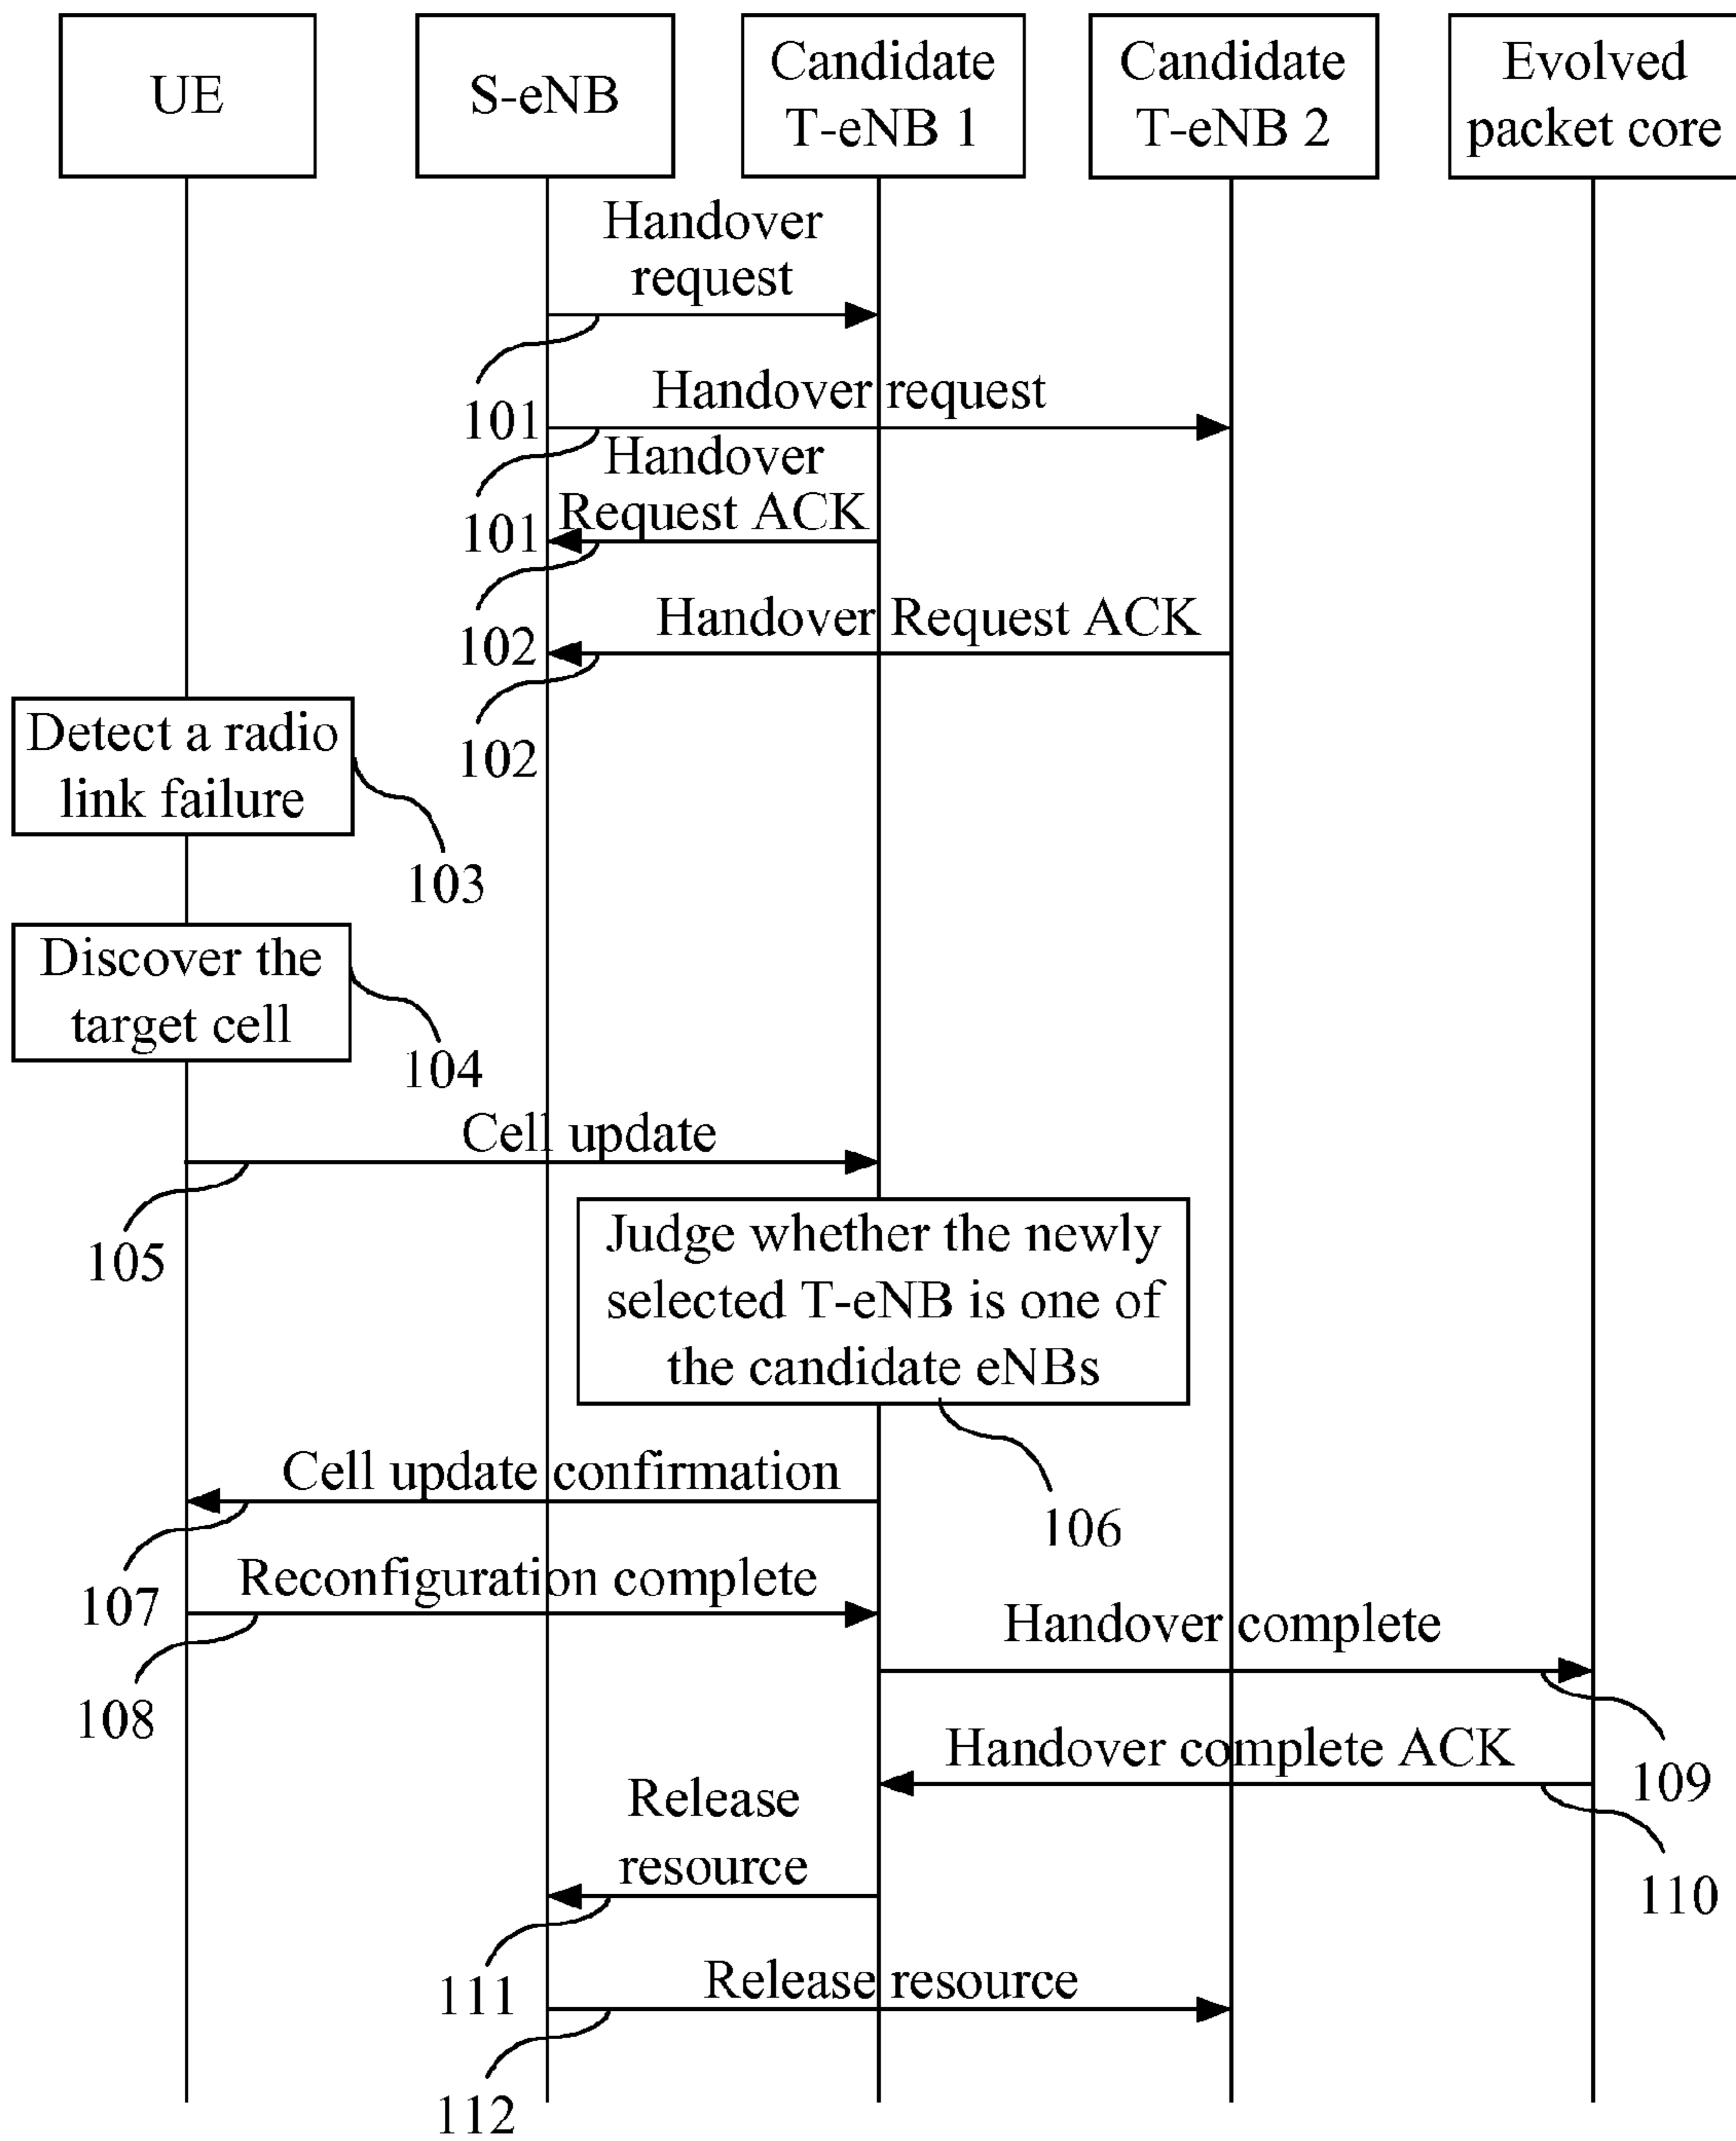 UE
S-eNB
Candidate
T-eNB 1
Candidate
T-eNB 2
Evolved
packet core
Handover
request
101
Handover request
101
Handover
Request ACK
102
Handover Request ACK
102
Detect a radio
link failure
103
Discover the
target cell
104
Cell update
105
Judge whether the newly
selected T-eNB is one of
the candidate eNBs
106
Cell update confirmation
107
Reconfiguration complete
108
Handover complete
109
Handover complete ACK
110
Release
resource
111
Release resource
112